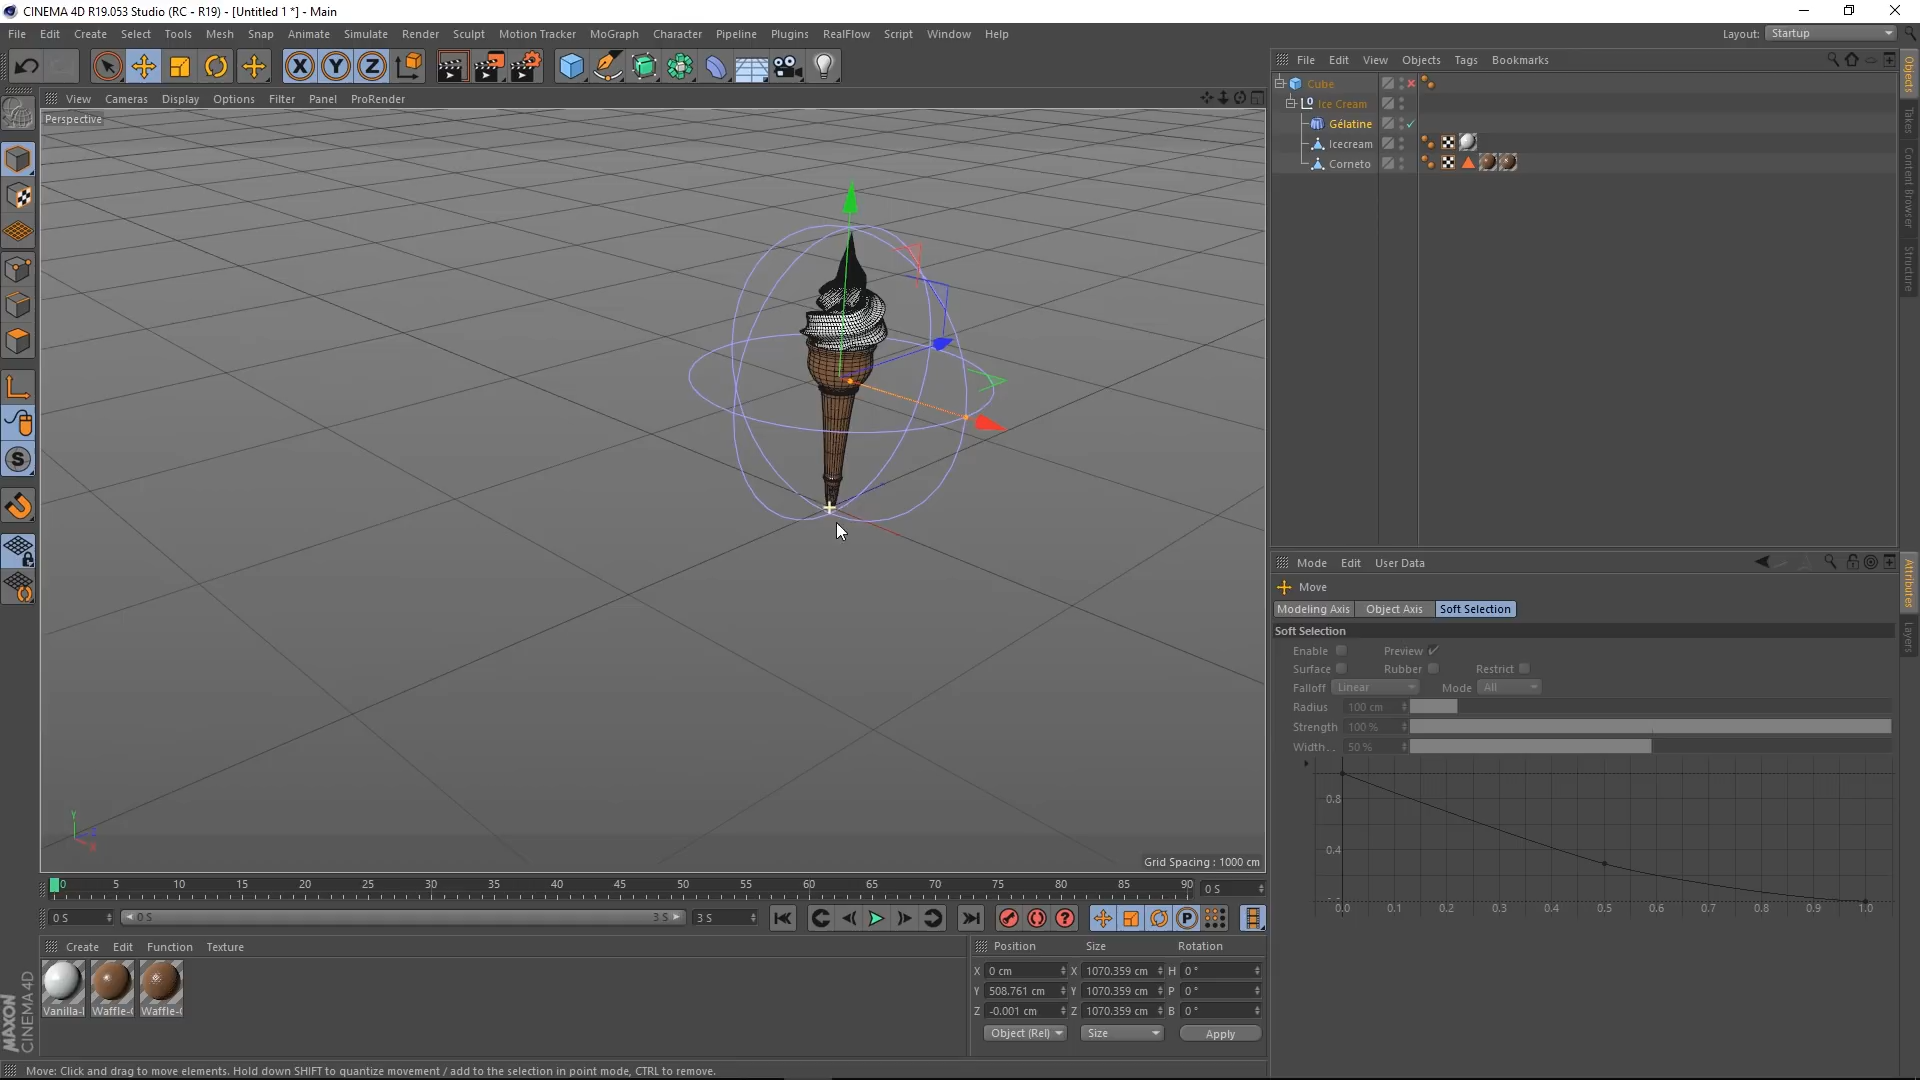 CINEMA 4D R19.053 Studio (RC - R19) - [Untitled 1 *] - Main
File Edit Create Select Tools Mesh Snap Animate Simulate Render Sculpt Motion Tracker MoGraph Character Pipeline Plugins RealFlow Script Window Help Layout: Startup
X Y Z
View Cameras Display Options Filter Panel ProRender
Perspective
File Edit View Objects Tags Bookmarks
Cube
Ice Cream
Gélatine
Icecream
Corneto
Objects
Takes
Content Browser
Structure
Y
Grid Spacing : 1000 cm
Mode Edit User Data
Move
Modeling Axis Object Axis Soft Selection
Soft Selection
Enable Preview
Surface Rubber Restrict
Falloff Linear Mode All
Radius 100 cm
Strength 100 %
Width. . 50 %
0.8
0.4
0.0 0.1 0.2 0.3 0.4 0.5 0.6 0.7 0.8 0.9 1.0
Attributes
Layers
0 5 10 15 20 25 30 35 40 45 50 55 60 65 70 75 80 85 90 0 S
0 S 0 S 3 S 3 S
Create Edit Function Texture
Vanilla-I Waffle-( Waffle-(
Position Size Rotation
X 0 cm X 1070.359 cm H 0 °
Y 508.761 cm Y 1070.359 cm P 0 °
Z -0.001 cm Z 1070.359 cm B 0 °
Object (Rel) Size Apply
MAXON
CINEMA 4D
Move: Click and drag to move elements. Hold down SHIFT to quantize movement / add to the selection in point mode, CTRL to remove.